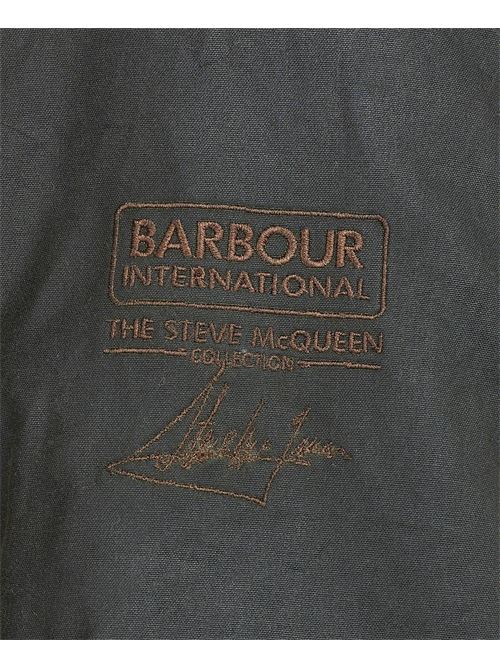 BARBOUR
INTERNATIONAL
THE STEVE McQUEEN
COLLECTION